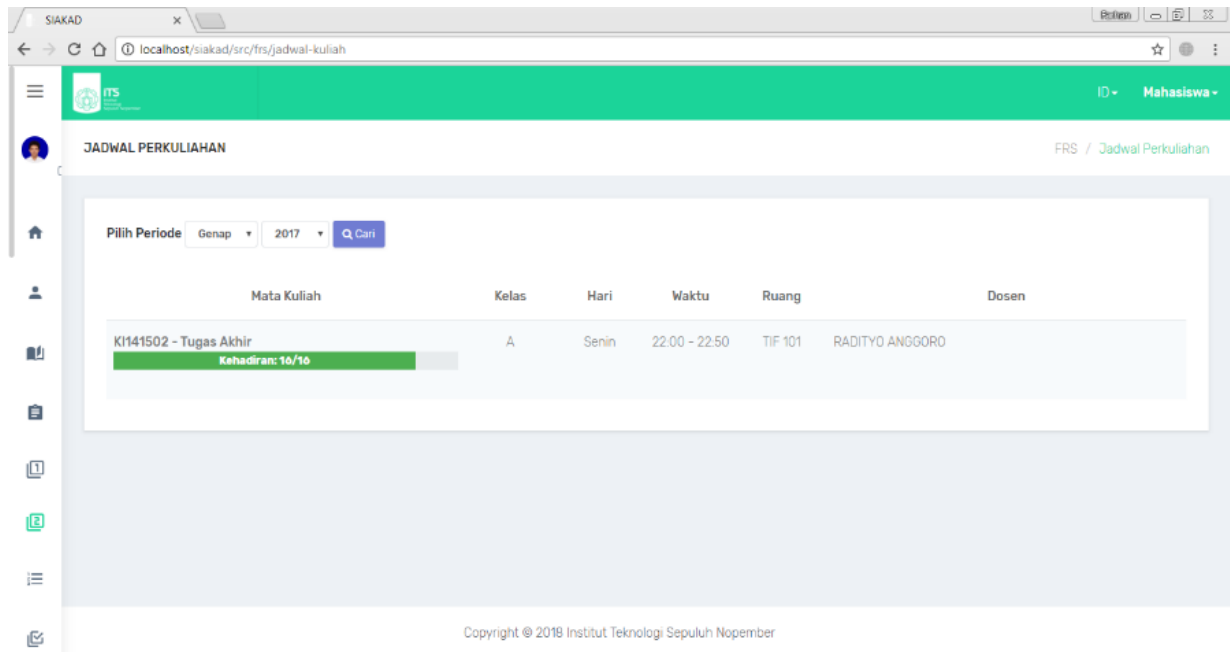 SIAKAD
localhost/siakad/src/frs/jadwal-kuliah
ITS
ID Mahasiswa
JADWAL PERKULIAHAN
FRS / Jadwal Perkuliahan
Pilih Periode Genap 2017 Cari
Mata Kuliah Kelas Hari Waktu Ruang Dosen
KI141502 - Tugas Akhir A Senin 22:00 - 22:50 TIF 101 RADITYO ANGGORO
Kehadiran: 16/16
Copyright © 2018 Institut Teknologi Sepuluh Nopember